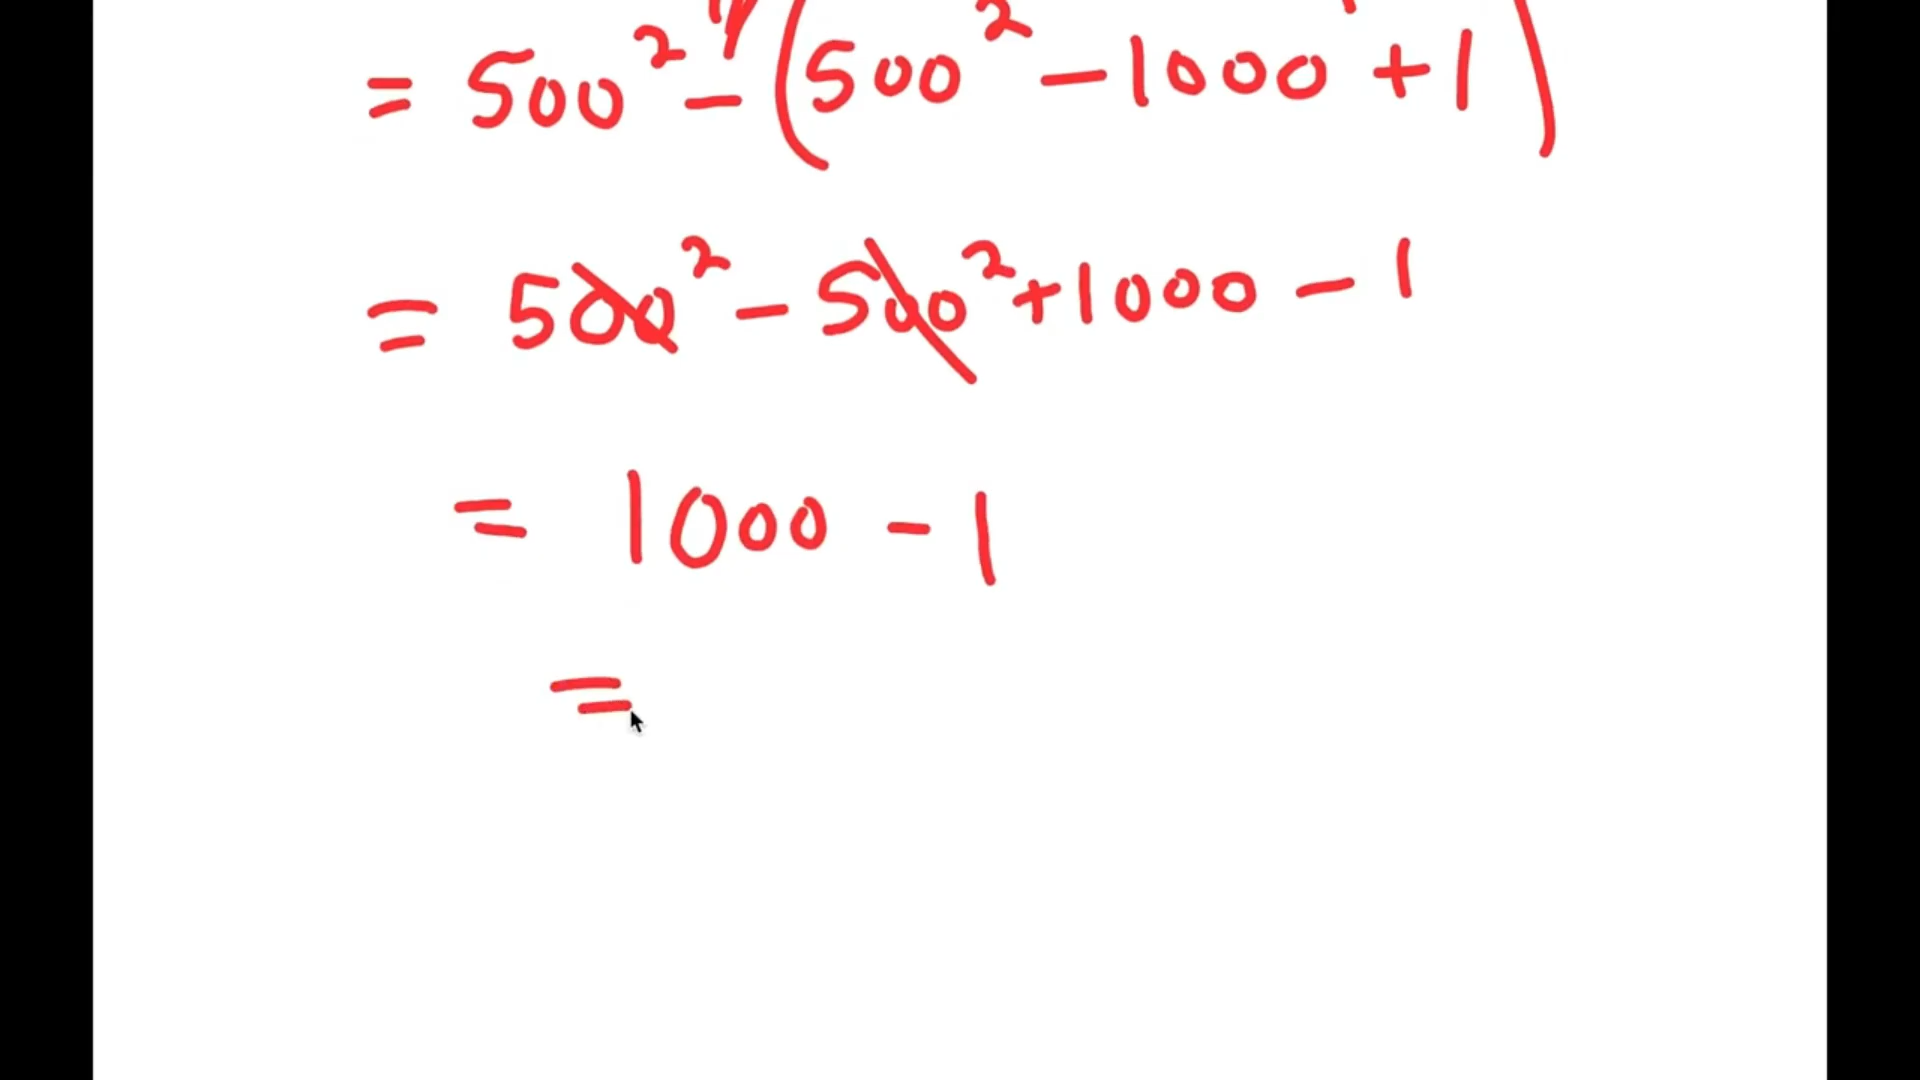 = 500² - (500² - 1000 + 1)
= 500² - 500² + 1000 - 1
= 1000 - 1
=